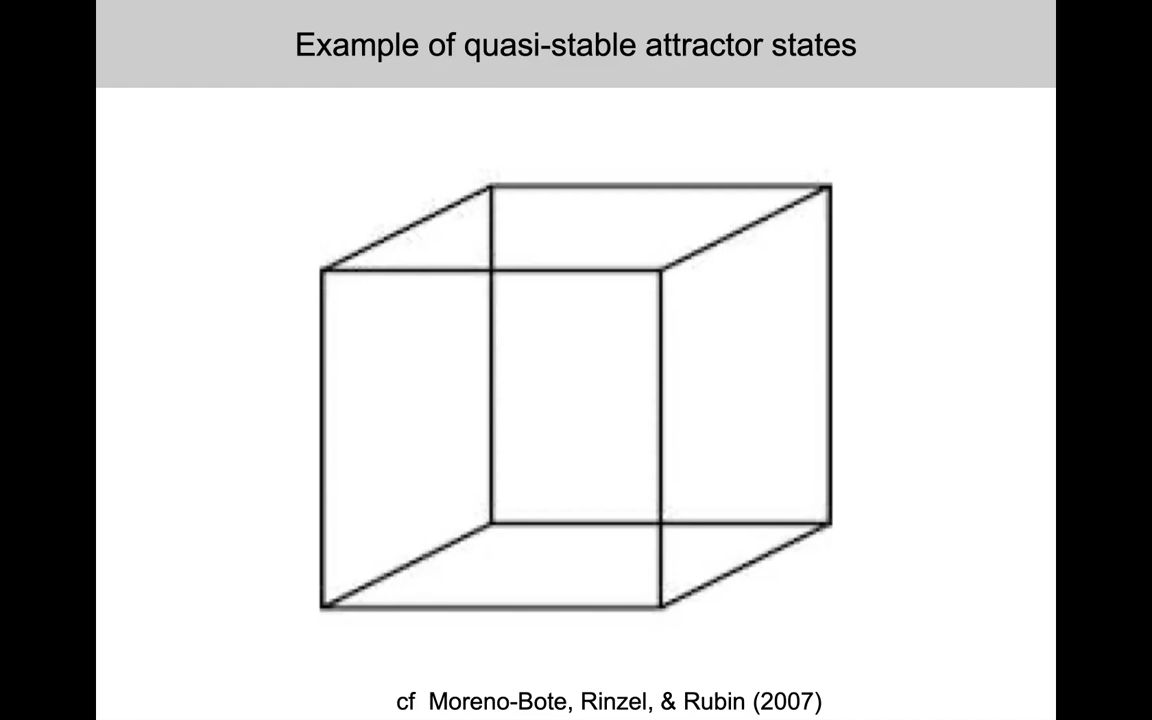 Example of quasi-stable attractor states
cf Moreno-Bote, Rinzel, & Rubin (2007)